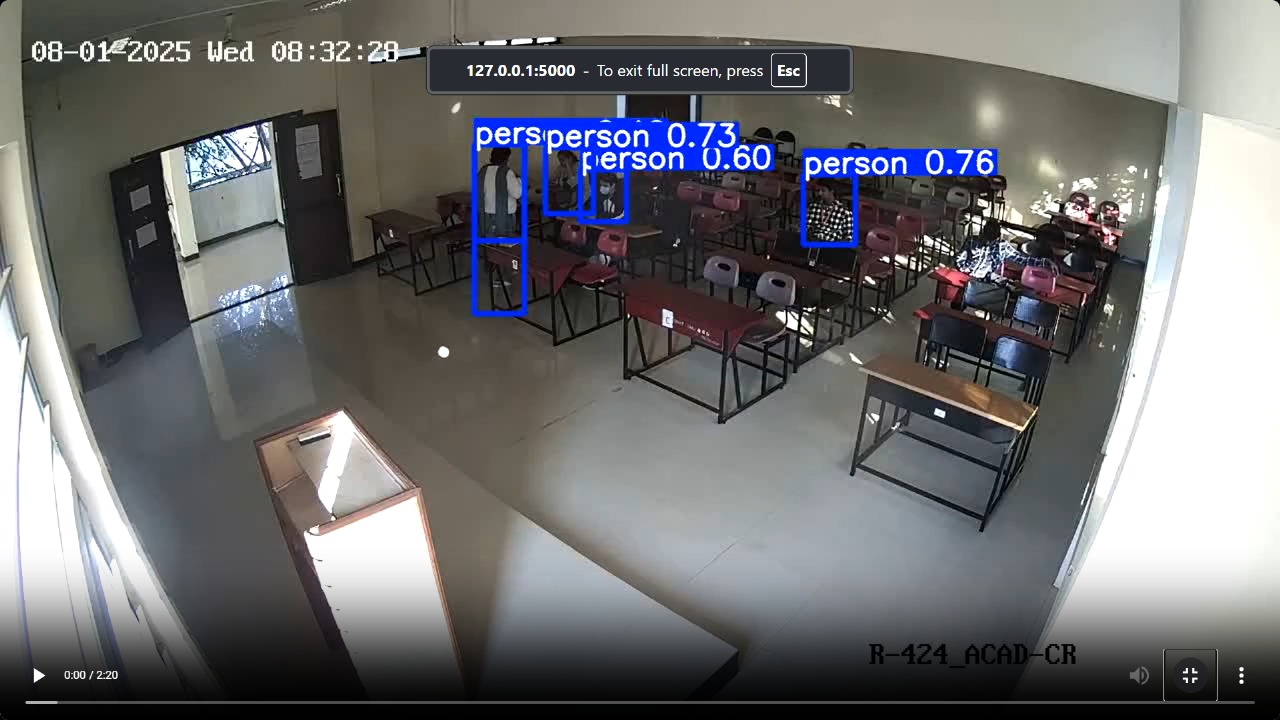 08-01-2025 Wed 08:32:28
127.0.0.1:5000 - To exit full screen, press Esc
person 0.73
person 0.60
person 0.76
R-424_ACAD-CR
0:00 / 2:20